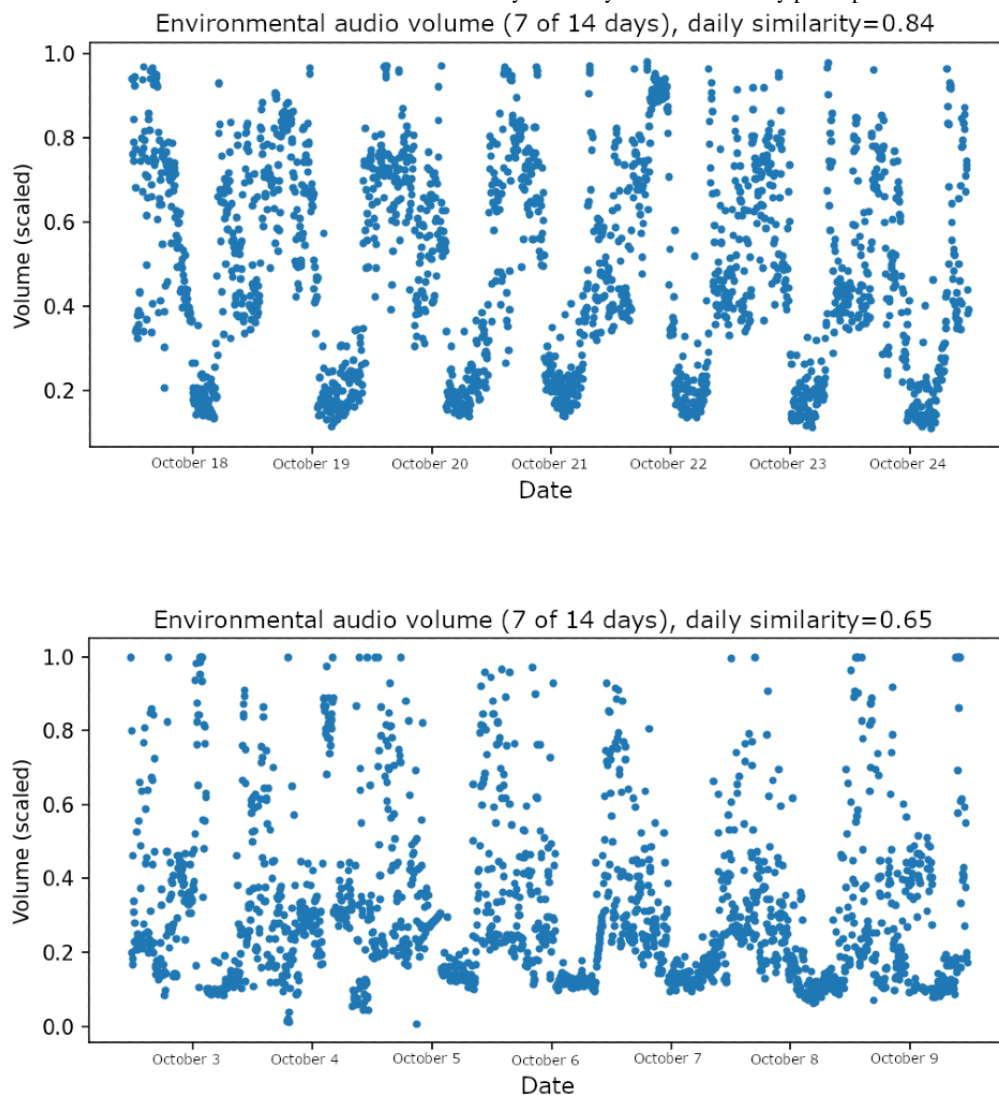 Environmental audio volume (7 of 14 days), daily similarity=0.84
1.0
0.8
0.6
0.4
0.2
Volume (scaled)
October 18 October 19 October 20 October 21 October 22 October 23 October 24
Date
Environmental audio volume (7 of 14 days), daily similarity=0.65
1.0
0.8
0.6
0.4
0.2
0.0
Volume (scaled)
October 3 October 4 October 5 October 6 October 7 October 8 October 9
Date